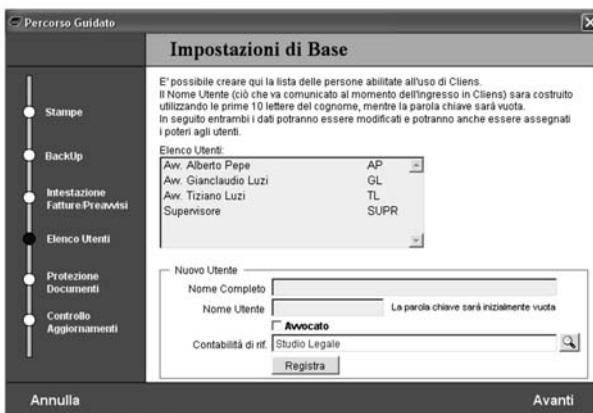 Percorso Guidato
Impostazioni di Base
E' possibile creare qui la lista delle persone abilitate all'uso di Cliens.
Il Nome Utente (ciò che va comunicato al momento dell'ingresso in Cliens) sara costruito
utilizzando le prime 10 lettere del cognome, mentre la parola chiave sará vuota.
In seguito entrambi i dati potranno essere modificati e potranno anche essere assegnati
i poteri agli utenti.
Stampe
BackUp
Intestazione
Fatture/Preavvisi
Elenco Utenti
Protezione
Documenti
Controllo
Aggiornamenti
Elenco Utenti:
Avv. Alberto Pepe AP
Avv. Gianclaudio Luzi GL
Avv. Tiziano Luzi TL
Supervisore SUPR
Nuovo Utente
Nome Completo
Nome Utente La parola chiave sará inizialmente vuota
Avvocato
Contabilità di rif. Studio Legale
Registra
Annulla Avanti